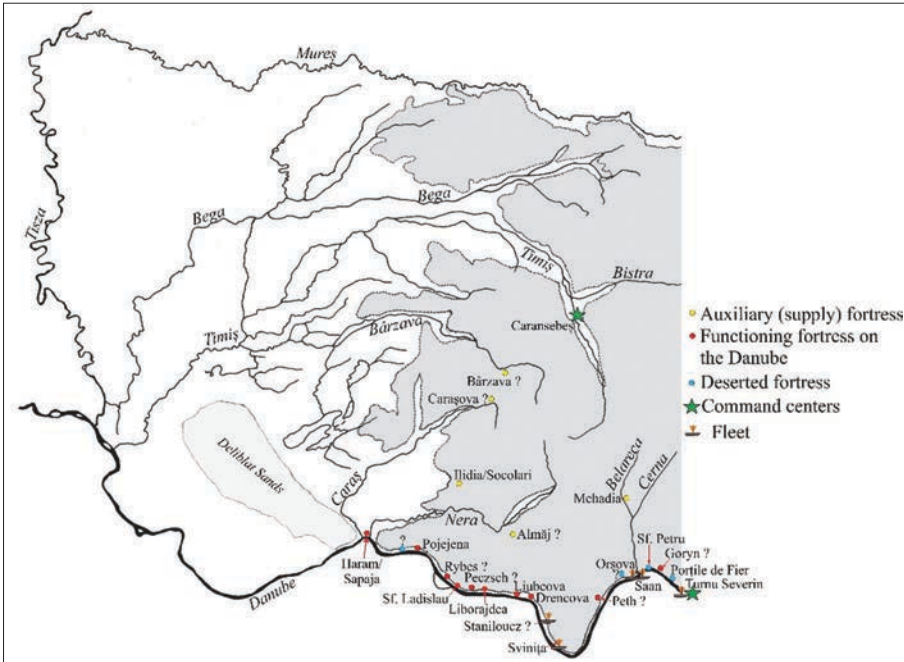 Mureş
Tisza
Bega
Bega
Timiş
Bistra
Caransebeş
Timiş
Bârzava
Bârzava ?
Caraşova ?
Deliblat Sands
Caraş
Ilidia/Socolari
Nera
Almăj ?
Belareca
Cerna
Mehadia
Danube
Haram/
Sapaja
?
Pojejena
Rybes ?
Peczsch ?
Sf. Ladislau
Liborajdea
Liubcova
Drencova
Staniloucz ?
Sviniţa
Peth ?
Orsova
Saan
Sf. Petru
Goryn ?
Porţile de Fier
Turnu Severin
Auxiliary (supply) fortress
Functioning fortress on
the Danube
Deserted fortress
Command centers
Fleet